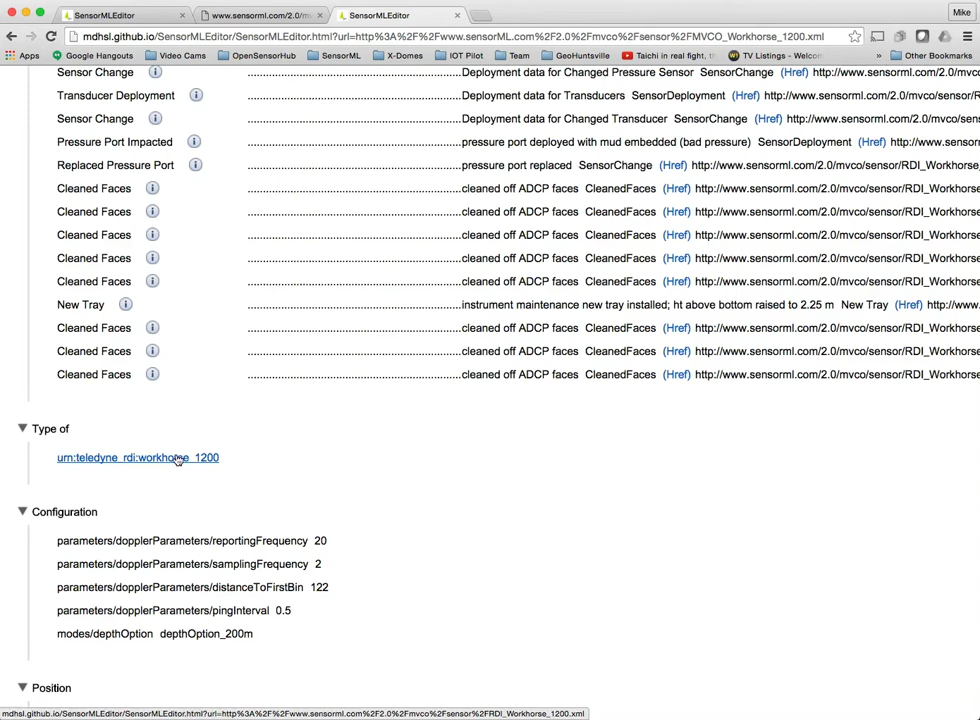 SensorMLEditor
www.sensorml.com/2.0/mv
SensorMLEditor
Mike
mdhsl.github.io/SensorMLEditor/SensorMLEditor.html?url=http%3A%2F%2Fwww.sensorML.com%2F2.0%2Fmvco%2Fsensor%2FMVCO_Workhorse_1200.xml
Apps Google Hangouts Video Cams OpenSensorHub SensorML X-Domes IOT Pilot Team GeoHuntsville Taichi in real fight, th TV Listings - Welcom » Other Bookmarks
Sensor Change i ........Deployment data for Changed Pressure Sensor SensorChange (Href) http://www.sensorml.com/2.0/mvco
Transducer Deployment i ........Deployment data for Transducers SensorDeployment (Href) http://www.sensorml.com/2.0/mvco/sensor/R
Sensor Change i ........Deployment data for Changed Transducer SensorChange (Href) http://www.sensorml.com/2.0/mvco/sens
Pressure Port Impacted i ........pressure port deployed with mud embedded (bad pressure) SensorDeployment (Href) http://www.sensorml
Replaced Pressure Port i ........pressure port replaced SensorChange (Href) http://www.sensorml.com/2.0/mvco/sensor/RDI_Workhorse_
Cleaned Faces i ........cleaned off ADCP faces CleanedFaces (Href) http://www.sensorml.com/2.0/mvco/sensor/RDI_Workhorse
Cleaned Faces i ........cleaned off ADCP faces CleanedFaces (Href) http://www.sensorml.com/2.0/mvco/sensor/RDI_Workhorse
Cleaned Faces i ........cleaned off ADCP faces CleanedFaces (Href) http://www.sensorml.com/2.0/mvco/sensor/RDI_Workhorse
Cleaned Faces i ........cleaned off ADCP faces CleanedFaces (Href) http://www.sensorml.com/2.0/mvco/sensor/RDI_Workhorse
Cleaned Faces i ........cleaned off ADCP faces CleanedFaces (Href) http://www.sensorml.com/2.0/mvco/sensor/RDI_Workhorse
New Tray i ........instrument maintenance new tray installed; ht above bottom raised to 2.25 m New Tray (Href) http://www
Cleaned Faces i ........cleaned off ADCP faces CleanedFaces (Href) http://www.sensorml.com/2.0/mvco/sensor/RDI_Workhorse
Cleaned Faces i ........cleaned off ADCP faces CleanedFaces (Href) http://www.sensorml.com/2.0/mvco/sensor/RDI_Workhorse
Cleaned Faces i ........cleaned off ADCP faces CleanedFaces (Href) http://www.sensorml.com/2.0/mvco/sensor/RDI_Workhorse
Type of
urn:teledyne_rdi:workhorse_1200
Configuration
parameters/dopplerParameters/reportingFrequency 20
parameters/dopplerParameters/samplingFrequency 2
parameters/dopplerParameters/distanceToFirstBin 122
parameters/dopplerParameters/pingInterval 0.5
modes/depthOption depthOption_200m
Position
mdhsl.github.io/SensorMLEditor/SensorMLEditor.html?url=http%3A%2F%2Fwww.sensorml.com%2F2.0%2Fmvco%2Fsensor%2FRDI_Workhorse_1200.xml